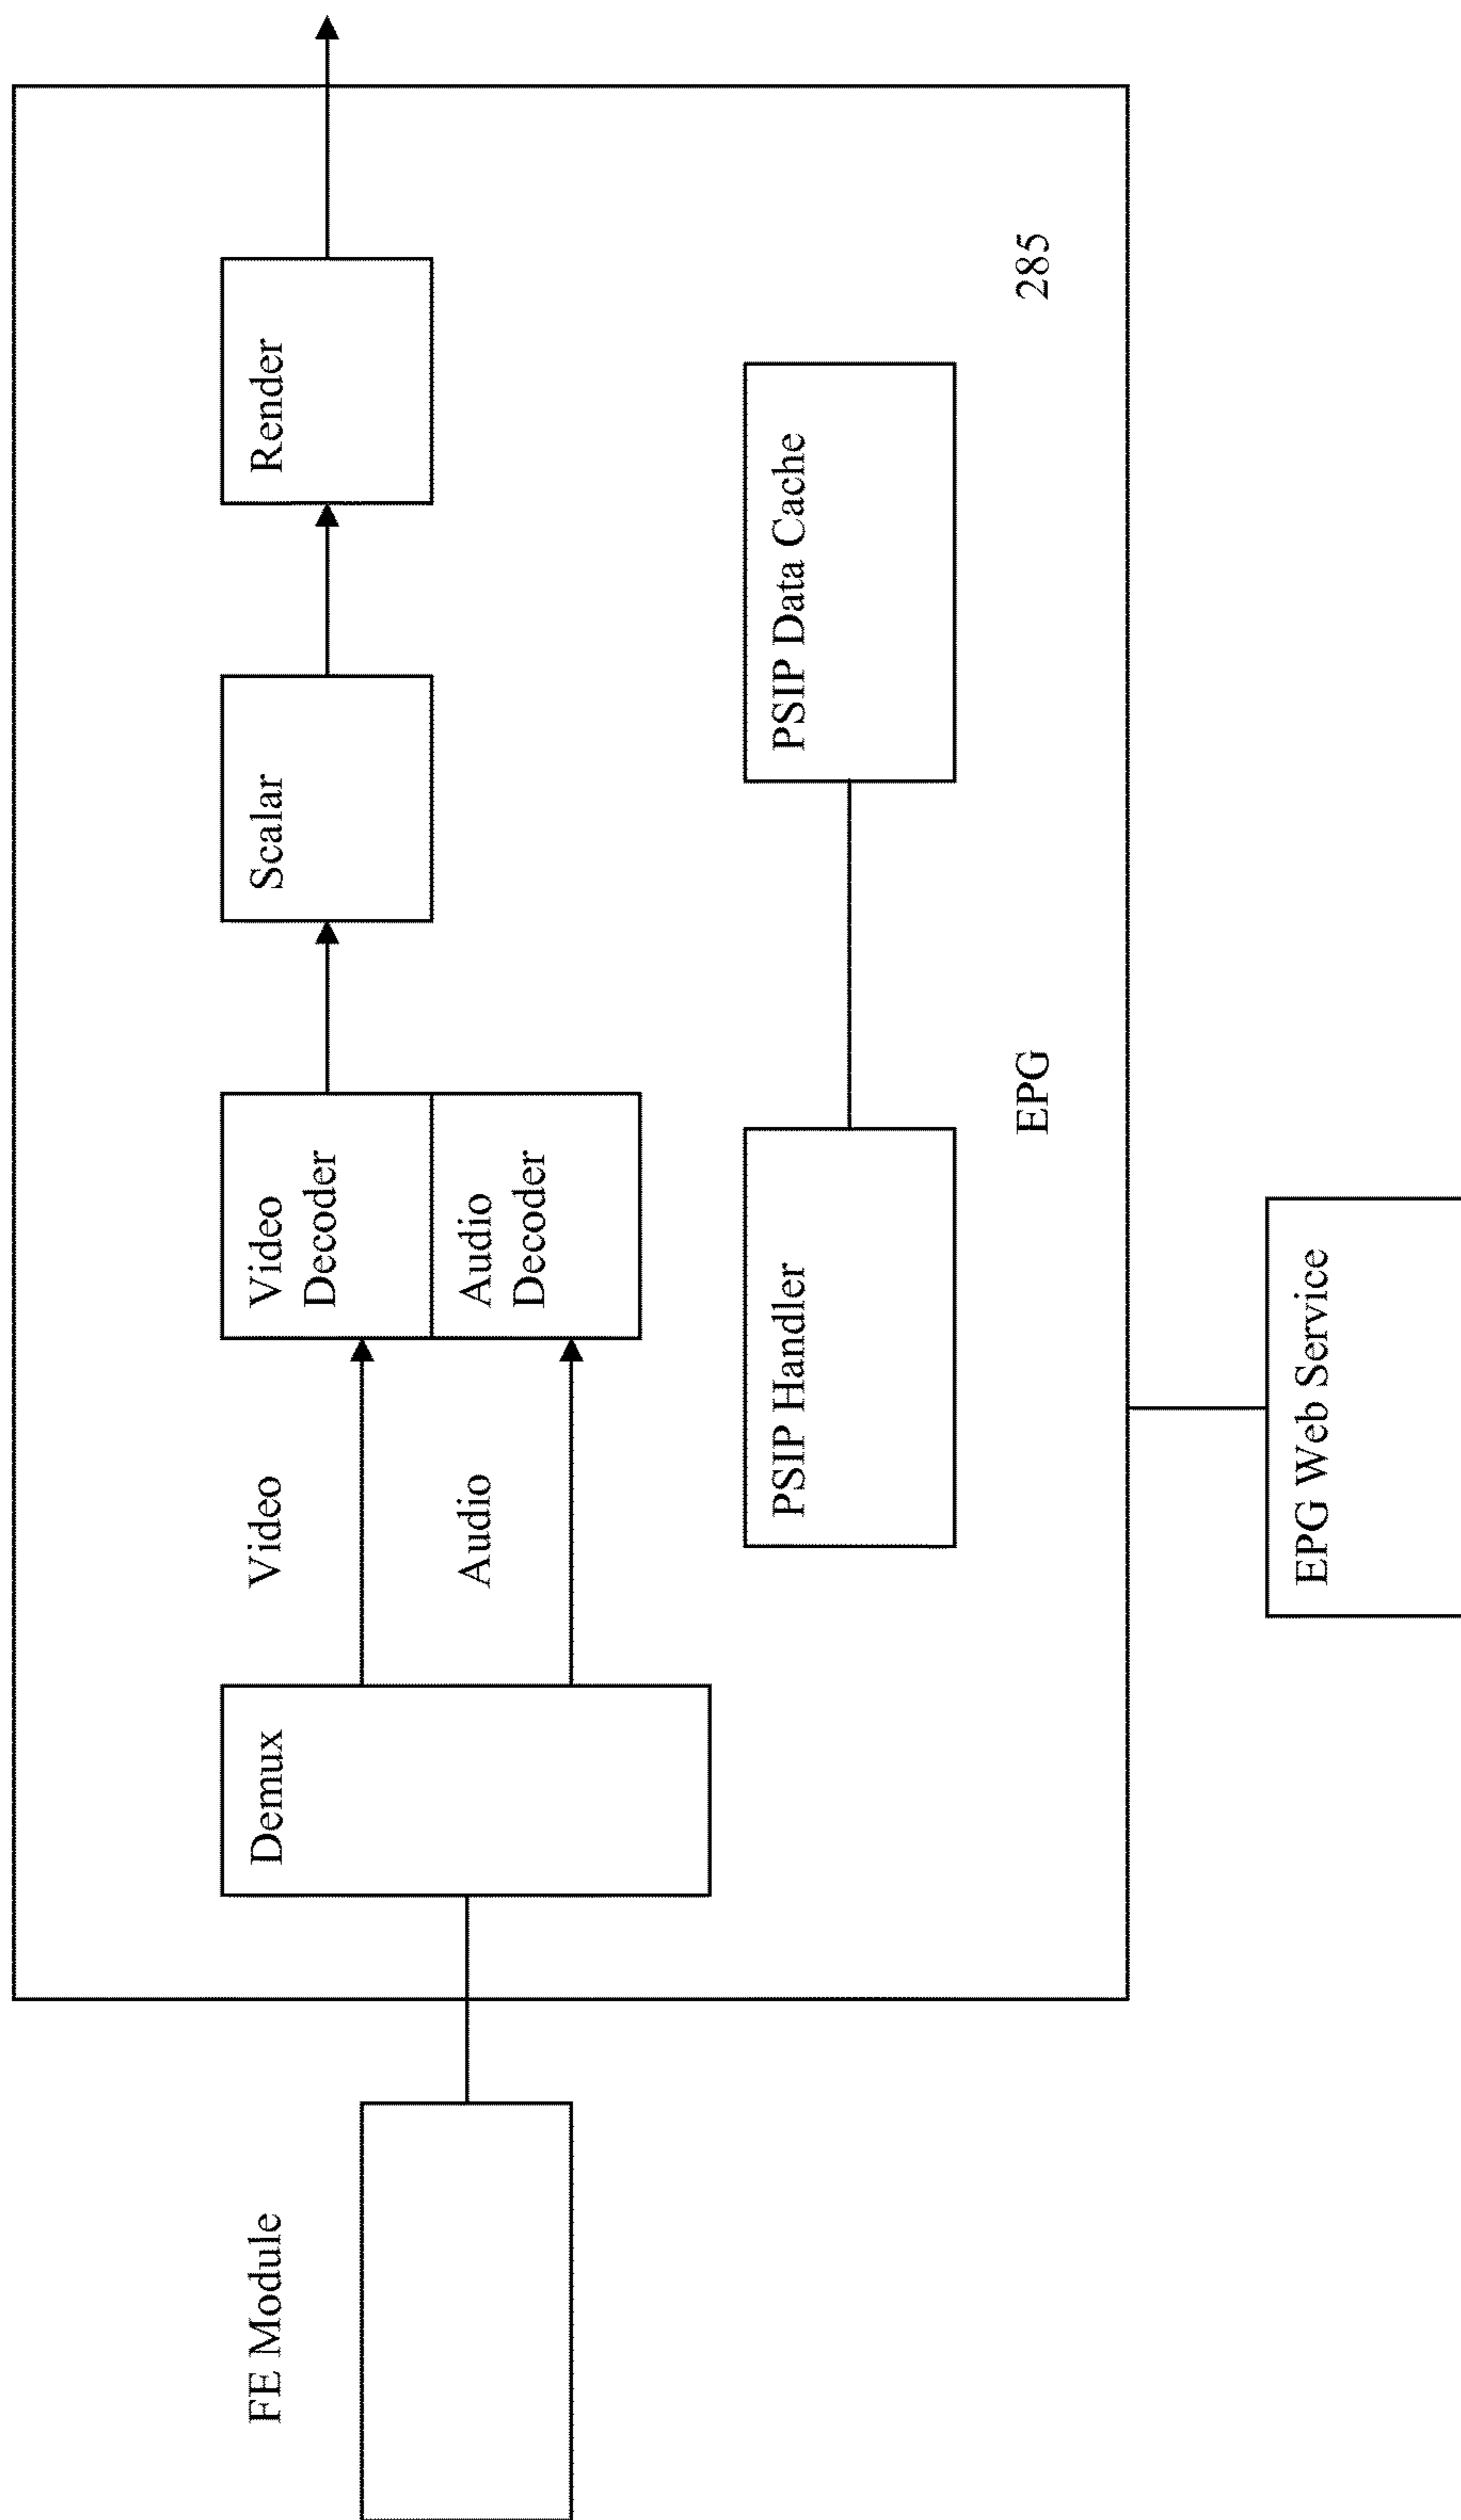 FE Module
Demux
Video
Audio
Video
Decoder
Audio
Decoder
Scalar
Render
PSIP Handler
PSIP Data Cache
EPG
285
EPG Web Service